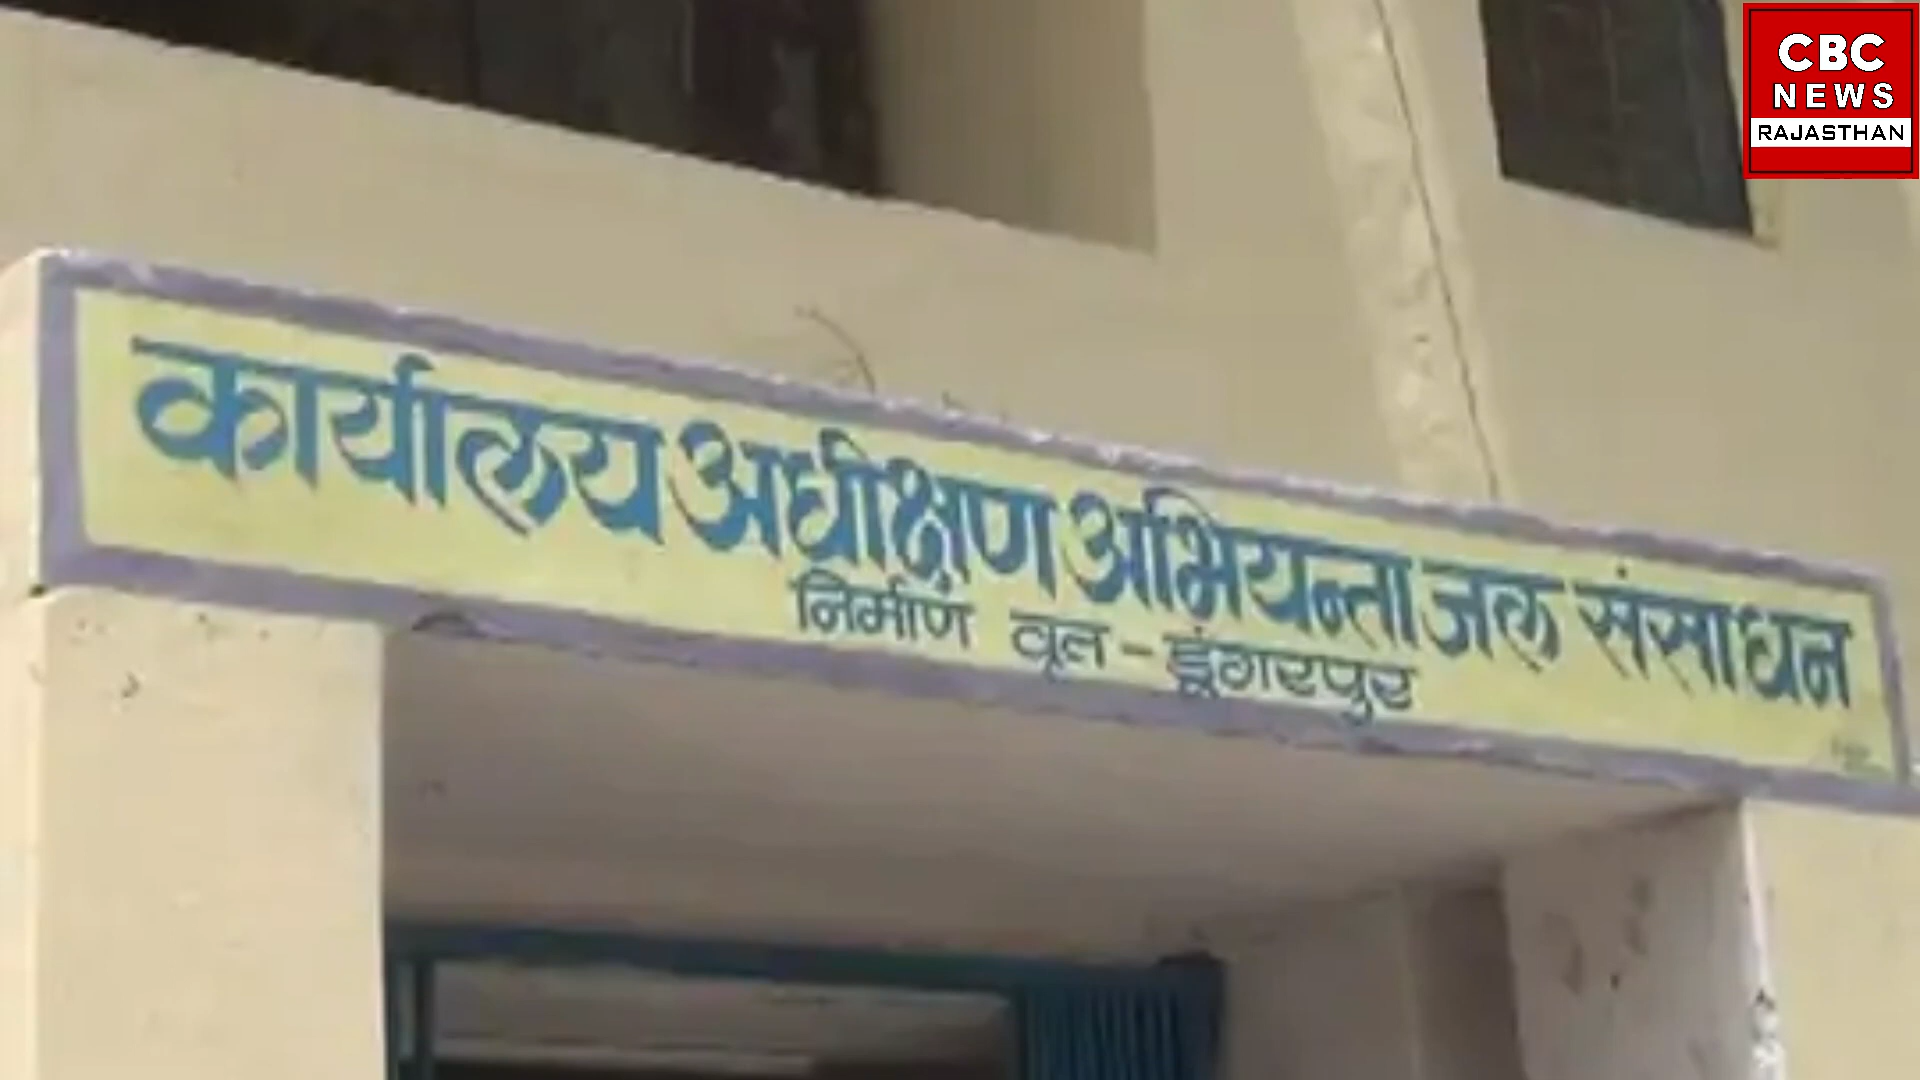 CBC
NEWS
RAJASTHAN
कार्यालय अधीक्षण अभियन्ता जल संसाधन
निर्माण वृत - डूंगरपुर